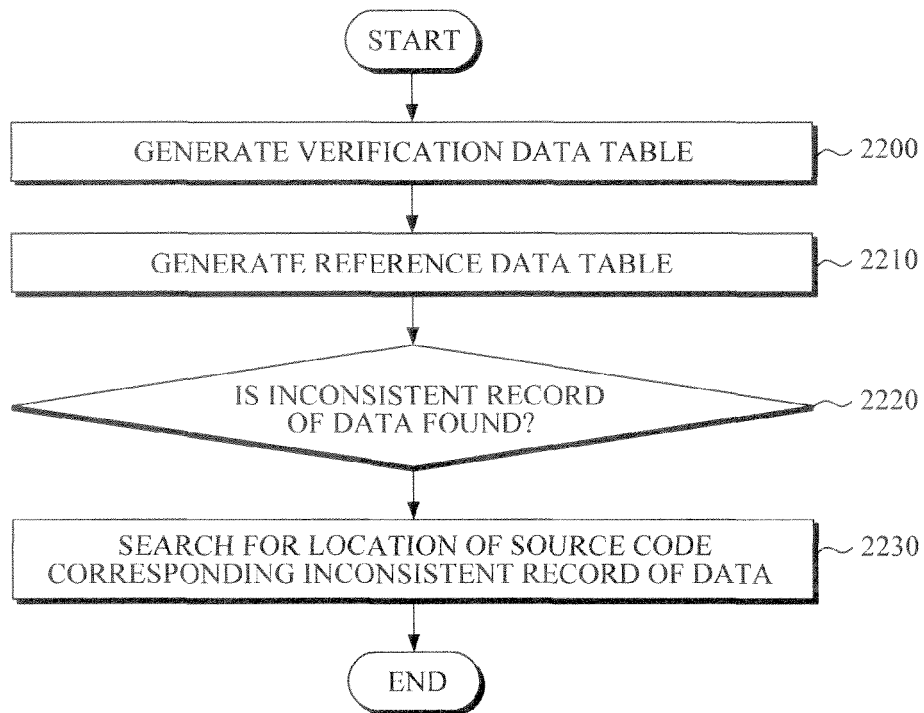 START
GENERATE VERIFICATION DATA TABLE
2200
GENERATE REFERENCE DATA TABLE
2210
IS INCONSISTENT RECORD
OF DATA FOUND?
2220
SEARCH FOR LOCATION OF SOURCE CODE
CORRESPONDING INCONSISTENT RECORD OF DATA
2230
END